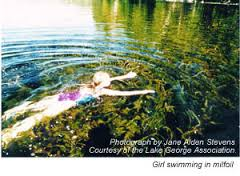 Photograph by Jane Alden Stevens
Courtesy of the Lake George Association.
Girl swimming in milfoil